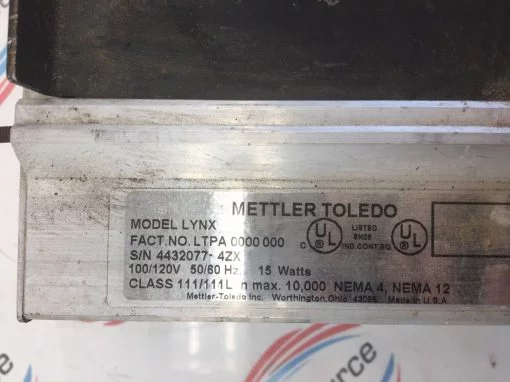 METTLER TOLEDO
MODEL LYNX
FACT.NO. LTPA 0000 000
S/N 4432077- 4ZX
100/120V 50/60 Hz. 15 Watts
CLASS 111/111L n max. 10,000 NEMA 4, NEMA 12
Mettler-Toledo Inc. Worthington, Ohio 43085 Made in U.S.A
C UL LISTED UL
8N26
IND.CONT.EQ
urce